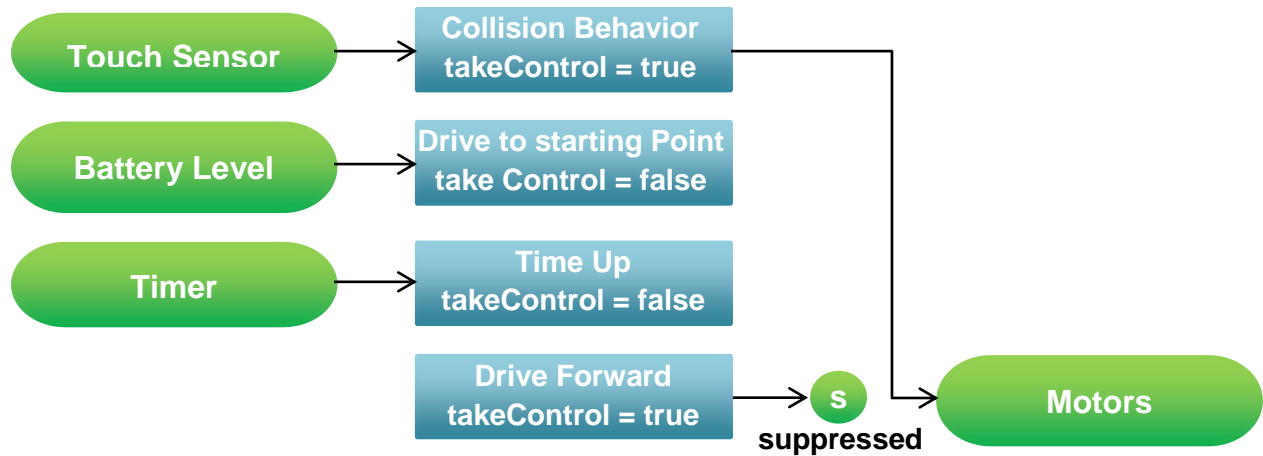 Touch Sensor
Collision Behavior
takeControl = true
Battery Level
Drive to starting Point
take Control = false
Timer
Time Up
takeControl = false
Drive Forward
takeControl = true
s
suppressed
Motors